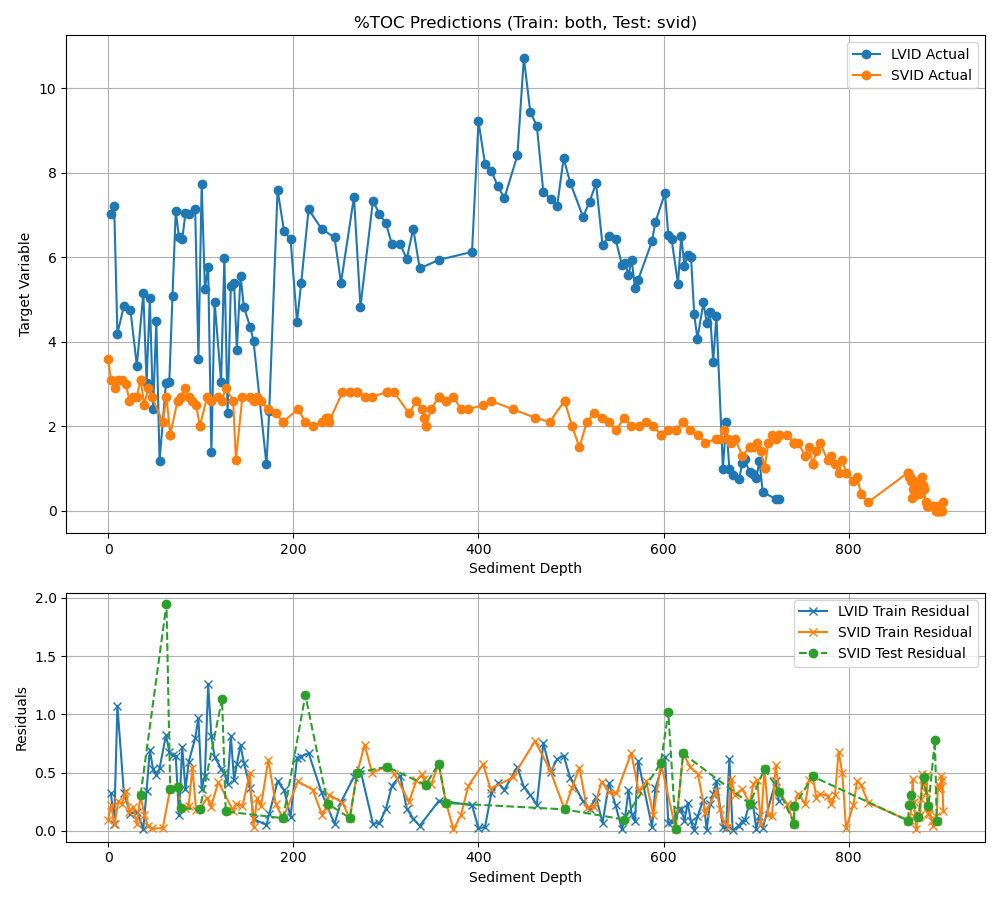 %TOC Predictions (Train: both, Test: svid)
LVID Actual
SVID Actual
Target Variable
10
8
6
4
2
0
0 200 400 600 800
Sediment Depth
LVID Train Residual
SVID Train Residual
SVID Test Residual
Residuals
2.0
1.5
1.0
0.5
0.0
0 200 400 600 800
Sediment Depth